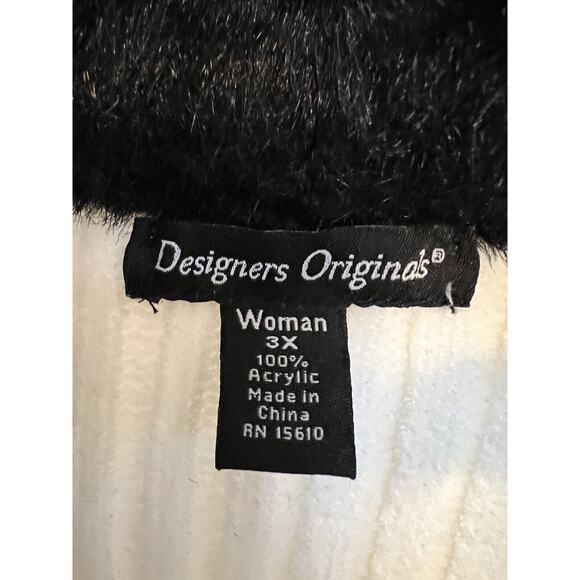 Designers Originals®
Woman
3X
100%
Acrylic
Made in
China
RN 15610